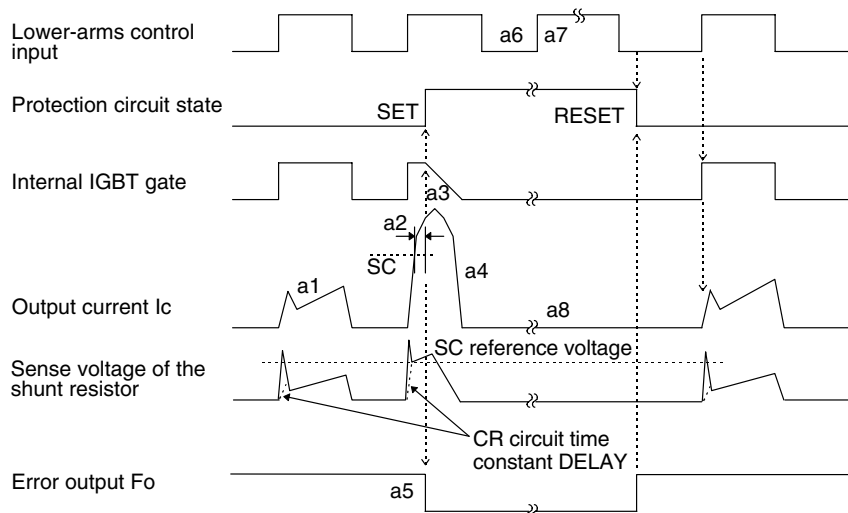 Lower-arms control
input
a6
a7
Protection circuit state
SET
RESET
Internal IGBT gate
a3
a2
SC
a4
Output current Ic
a1
a8
SC reference voltage
Sense voltage of the
shunt resistor
CR circuit time
constant DELAY
Error output Fo
a5